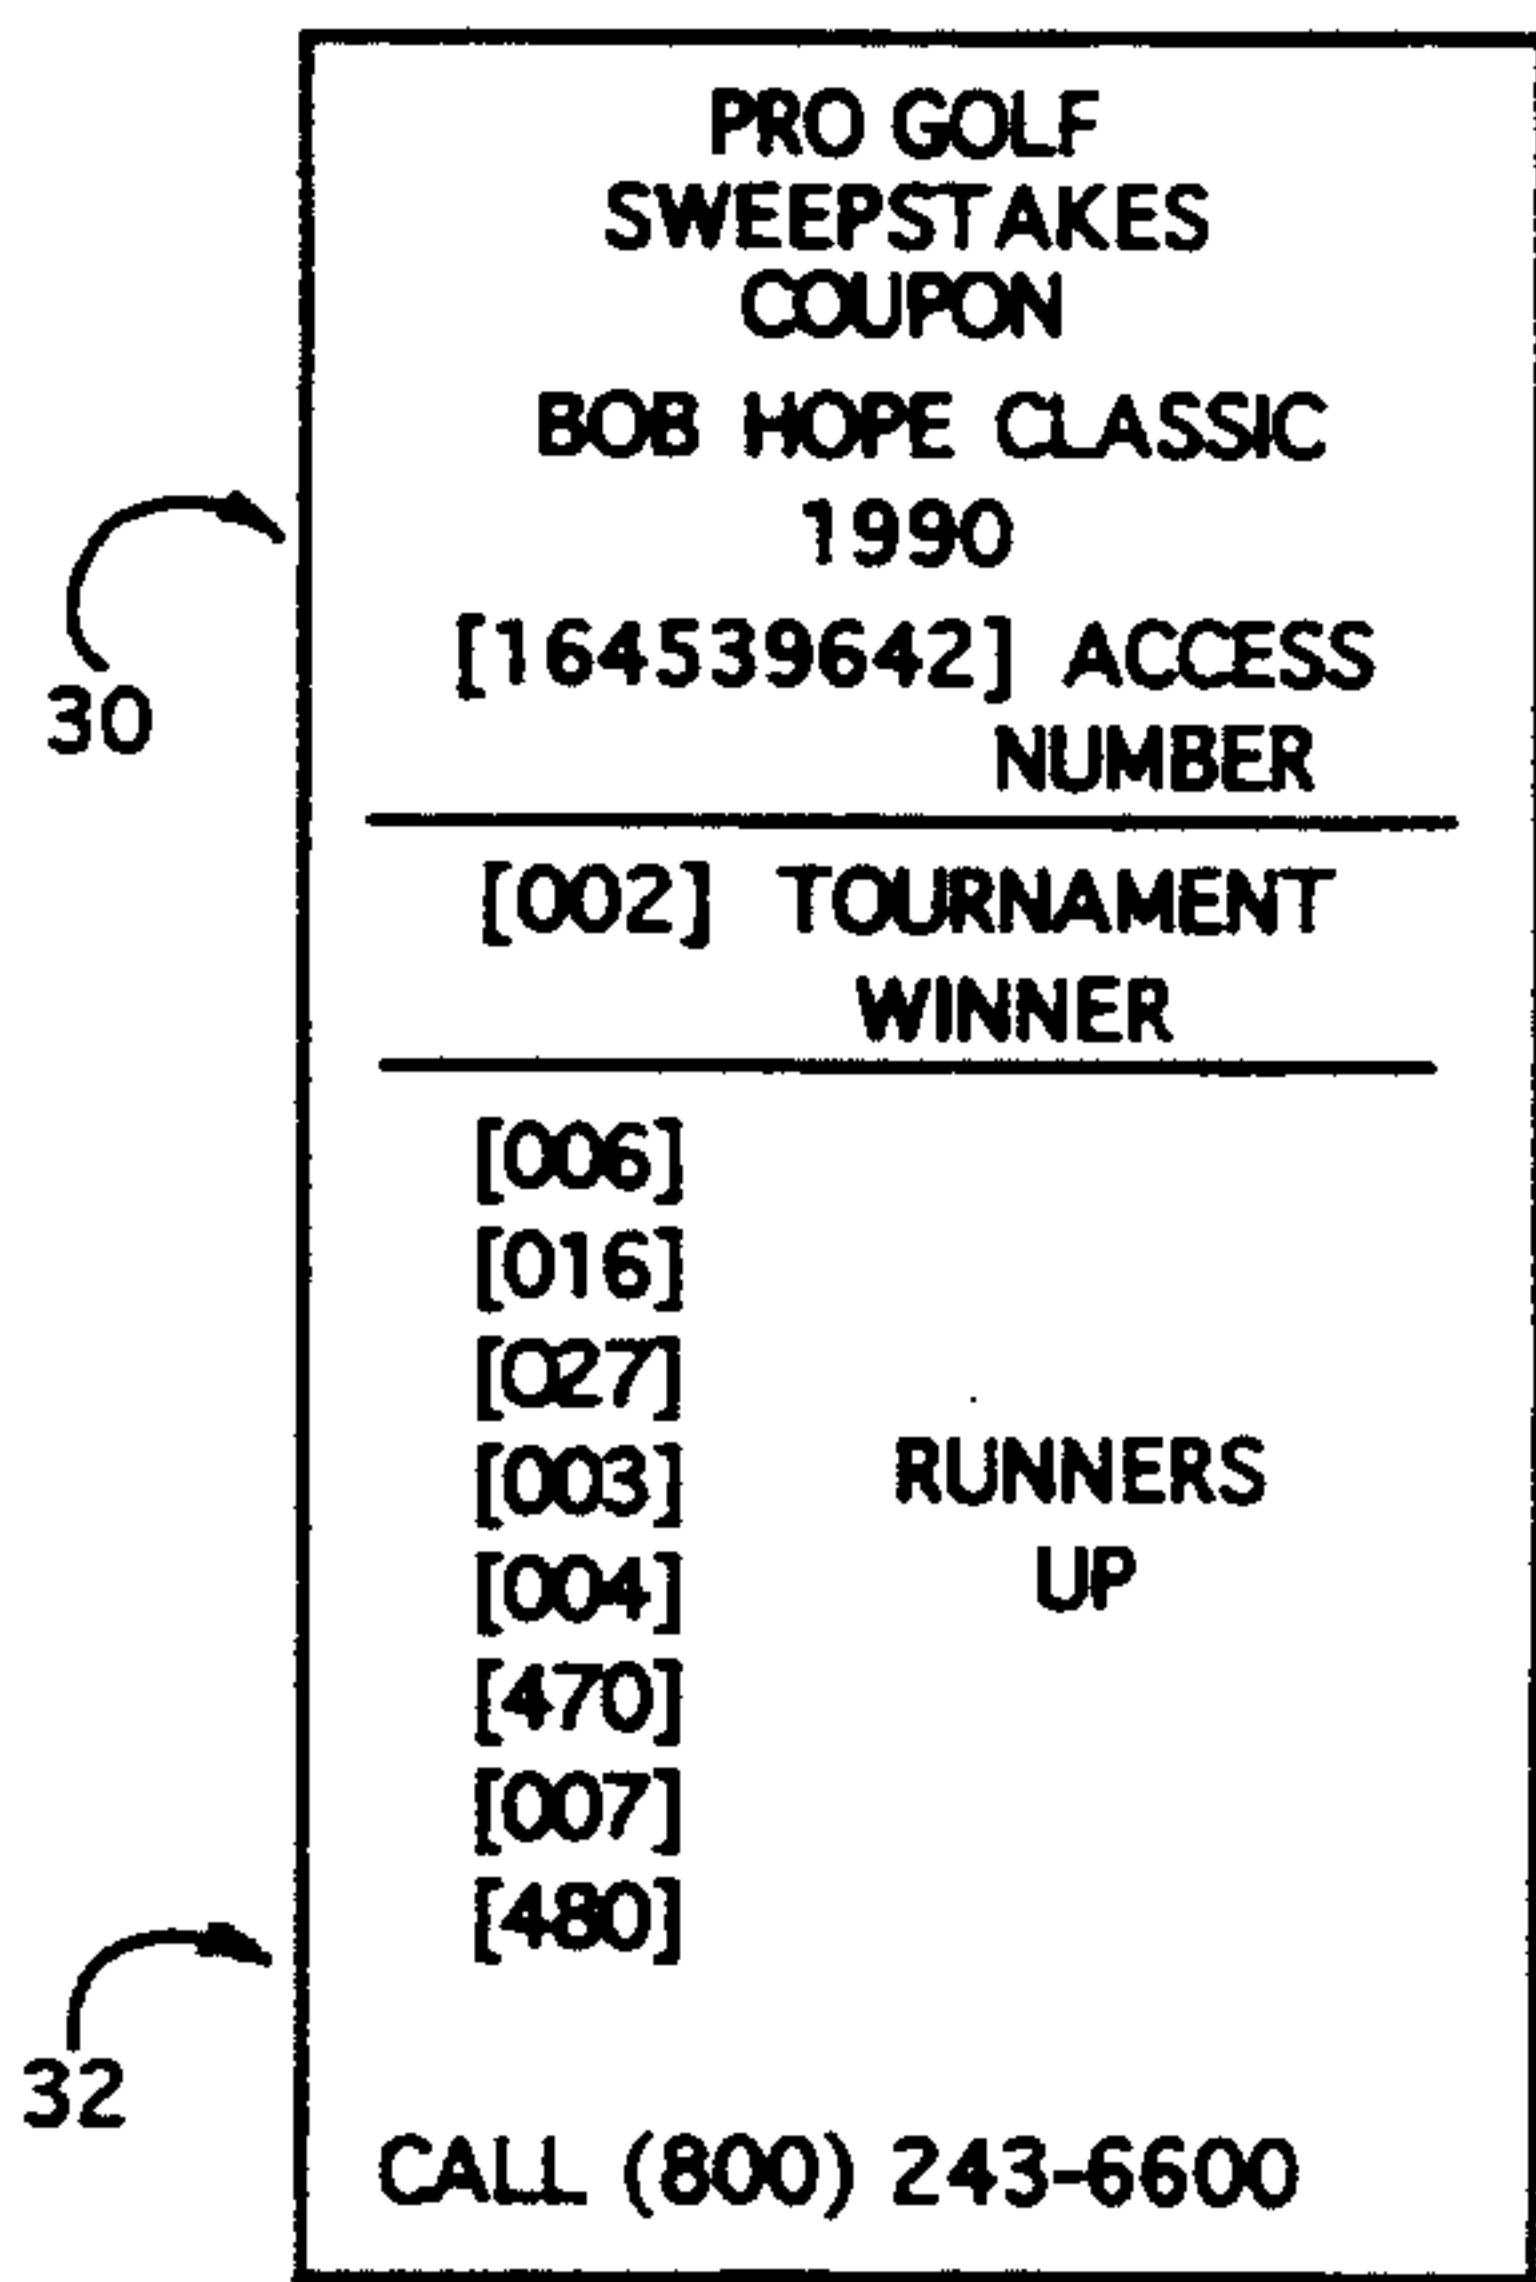 PRO GOLF
SWEEPSTAKES
COUPON
BOB HOPE CLASSIC
1990
[164539642] ACCESS
NUMBER
30
[002] TOURNAMENT
WINNER
[006]
[016]
[027]
[003] RUNNERS
[004] UP
[470]
[007]
[480]
32
CALL (800) 243-6600